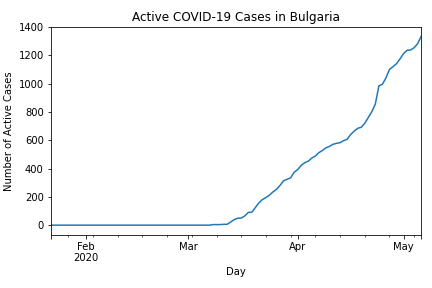 Active COVID-19 Cases in Bulgaria
1400
1200
1000
800
600
400
200
0
Number of Active Cases
Feb
2020
Mar
Apr
May
Day